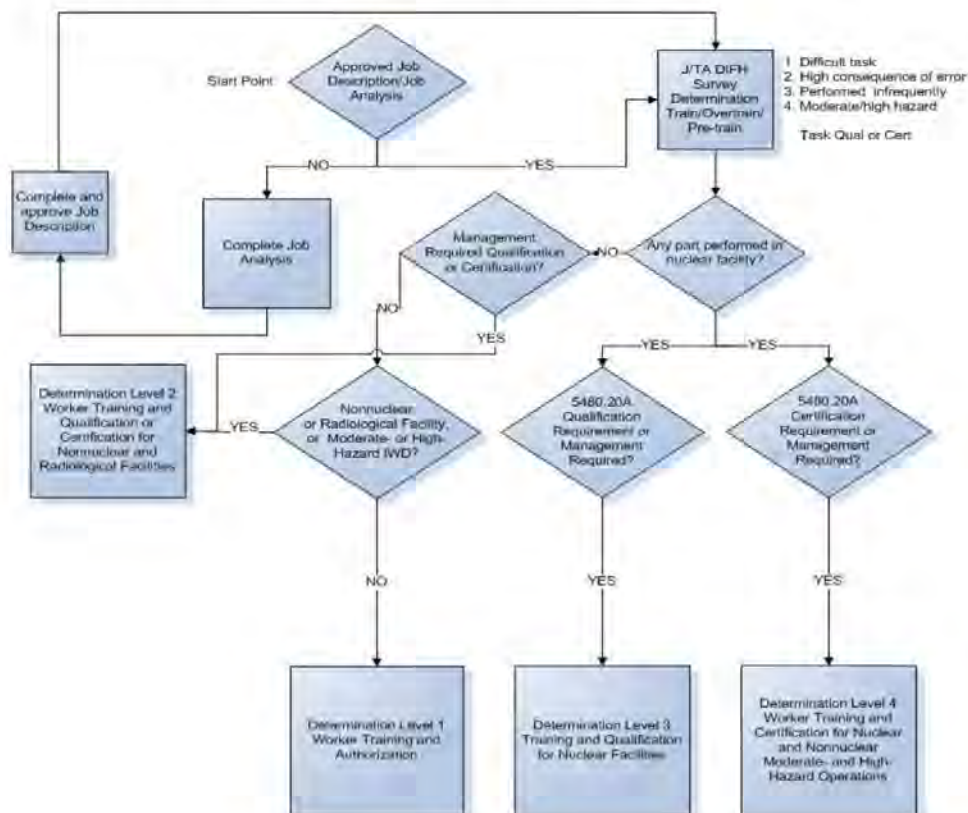 Start Point
Approved Job
Description/Job
Analysis
J/TA DIFH
Survey
Determination
Train/Overtrain/
Pre-train
1. Difficult task
2. High consequence of error
3. Performed infrequently
4. Moderate/high hazard
Task Qual or Cert
NO
YES
Complete and
approve Job
Description
Complete Job
Analysis
Management
Required Qualification
or Certification?
NO
Any part performed in
nuclear facility?
NO
YES
YES
YES
Determination Level 2
Worker Training and
Qualification or
Certification for
Nonnuclear and
Radiological Facilities
YES
Nonnuclear
or Radiological Facility,
or Moderate- or High-
Hazard IWD?
5480.20A
Qualification
Requirement or
Management
Required?
5480.20A
Certification
Requirement or
Management
Required?
NO
YES
YES
Determination Level 1
Worker Training and
Authorization
Determination Level 3
Training and Qualification
for Nuclear Facilities
Determination Level 4
Worker Training and
Certification for Nuclear
and Nonnuclear
Moderate- and High-
Hazard Operations